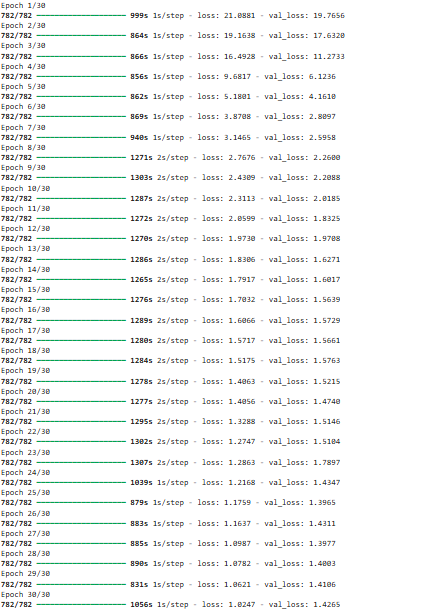 Epoch 1/30
782/782 ━━━━━━━━━━━━━━━━━━━━ 999s 1s/step - loss: 21.0881 - val_loss: 19.7656
Epoch 2/30
782/782 ━━━━━━━━━━━━━━━━━━━━ 864s 1s/step - loss: 19.1638 - val_loss: 17.6320
Epoch 3/30
782/782 ━━━━━━━━━━━━━━━━━━━━ 866s 1s/step - loss: 16.4928 - val_loss: 11.2733
Epoch 4/30
782/782 ━━━━━━━━━━━━━━━━━━━━ 856s 1s/step - loss: 9.6817 - val_loss: 6.1236
Epoch 5/30
782/782 ━━━━━━━━━━━━━━━━━━━━ 862s 1s/step - loss: 5.1801 - val_loss: 4.1610
Epoch 6/30
782/782 ━━━━━━━━━━━━━━━━━━━━ 869s 1s/step - loss: 3.8708 - val_loss: 2.8097
Epoch 7/30
782/782 ━━━━━━━━━━━━━━━━━━━━ 940s 1s/step - loss: 3.1465 - val_loss: 2.5958
Epoch 8/30
782/782 ━━━━━━━━━━━━━━━━━━━━ 1271s 2s/step - loss: 2.7676 - val_loss: 2.2600
Epoch 9/30
782/782 ━━━━━━━━━━━━━━━━━━━━ 1303s 2s/step - loss: 2.4309 - val_loss: 2.2088
Epoch 10/30
782/782 ━━━━━━━━━━━━━━━━━━━━ 1287s 2s/step - loss: 2.3113 - val_loss: 2.0185
Epoch 11/30
782/782 ━━━━━━━━━━━━━━━━━━━━ 1272s 2s/step - loss: 2.0599 - val_loss: 1.8325
Epoch 12/30
782/782 ━━━━━━━━━━━━━━━━━━━━ 1270s 2s/step - loss: 1.9730 - val_loss: 1.9708
Epoch 13/30
782/782 ━━━━━━━━━━━━━━━━━━━━ 1286s 2s/step - loss: 1.8306 - val_loss: 1.6271
Epoch 14/30
782/782 ━━━━━━━━━━━━━━━━━━━━ 1265s 2s/step - loss: 1.7917 - val_loss: 1.6017
Epoch 15/30
782/782 ━━━━━━━━━━━━━━━━━━━━ 1276s 2s/step - loss: 1.7032 - val_loss: 1.5639
Epoch 16/30
782/782 ━━━━━━━━━━━━━━━━━━━━ 1289s 2s/step - loss: 1.6066 - val_loss: 1.5729
Epoch 17/30
782/782 ━━━━━━━━━━━━━━━━━━━━ 1280s 2s/step - loss: 1.5717 - val_loss: 1.5661
Epoch 18/30
782/782 ━━━━━━━━━━━━━━━━━━━━ 1284s 2s/step - loss: 1.5175 - val_loss: 1.5763
Epoch 19/30
782/782 ━━━━━━━━━━━━━━━━━━━━ 1278s 2s/step - loss: 1.4063 - val_loss: 1.5215
Epoch 20/30
782/782 ━━━━━━━━━━━━━━━━━━━━ 1277s 2s/step - loss: 1.4056 - val_loss: 1.4740
Epoch 21/30
782/782 ━━━━━━━━━━━━━━━━━━━━ 1295s 2s/step - loss: 1.3288 - val_loss: 1.5146
Epoch 22/30
782/782 ━━━━━━━━━━━━━━━━━━━━ 1302s 2s/step - loss: 1.2747 - val_loss: 1.5104
Epoch 23/30
782/782 ━━━━━━━━━━━━━━━━━━━━ 1307s 2s/step - loss: 1.2863 - val_loss: 1.7897
Epoch 24/30
782/782 ━━━━━━━━━━━━━━━━━━━━ 1039s 1s/step - loss: 1.2168 - val_loss: 1.4347
Epoch 25/30
782/782 ━━━━━━━━━━━━━━━━━━━━ 879s 1s/step - loss: 1.1759 - val_loss: 1.3965
Epoch 26/30
782/782 ━━━━━━━━━━━━━━━━━━━━ 883s 1s/step - loss: 1.1637 - val_loss: 1.4311
Epoch 27/30
782/782 ━━━━━━━━━━━━━━━━━━━━ 885s 1s/step - loss: 1.0987 - val_loss: 1.3977
Epoch 28/30
782/782 ━━━━━━━━━━━━━━━━━━━━ 890s 1s/step - loss: 1.0782 - val_loss: 1.4003
Epoch 29/30
782/782 ━━━━━━━━━━━━━━━━━━━━ 831s 1s/step - loss: 1.0621 - val_loss: 1.4106
Epoch 30/30
782/782 ━━━━━━━━━━━━━━━━━━━━ 1056s 1s/step - loss: 1.0247 - val_loss: 1.4265